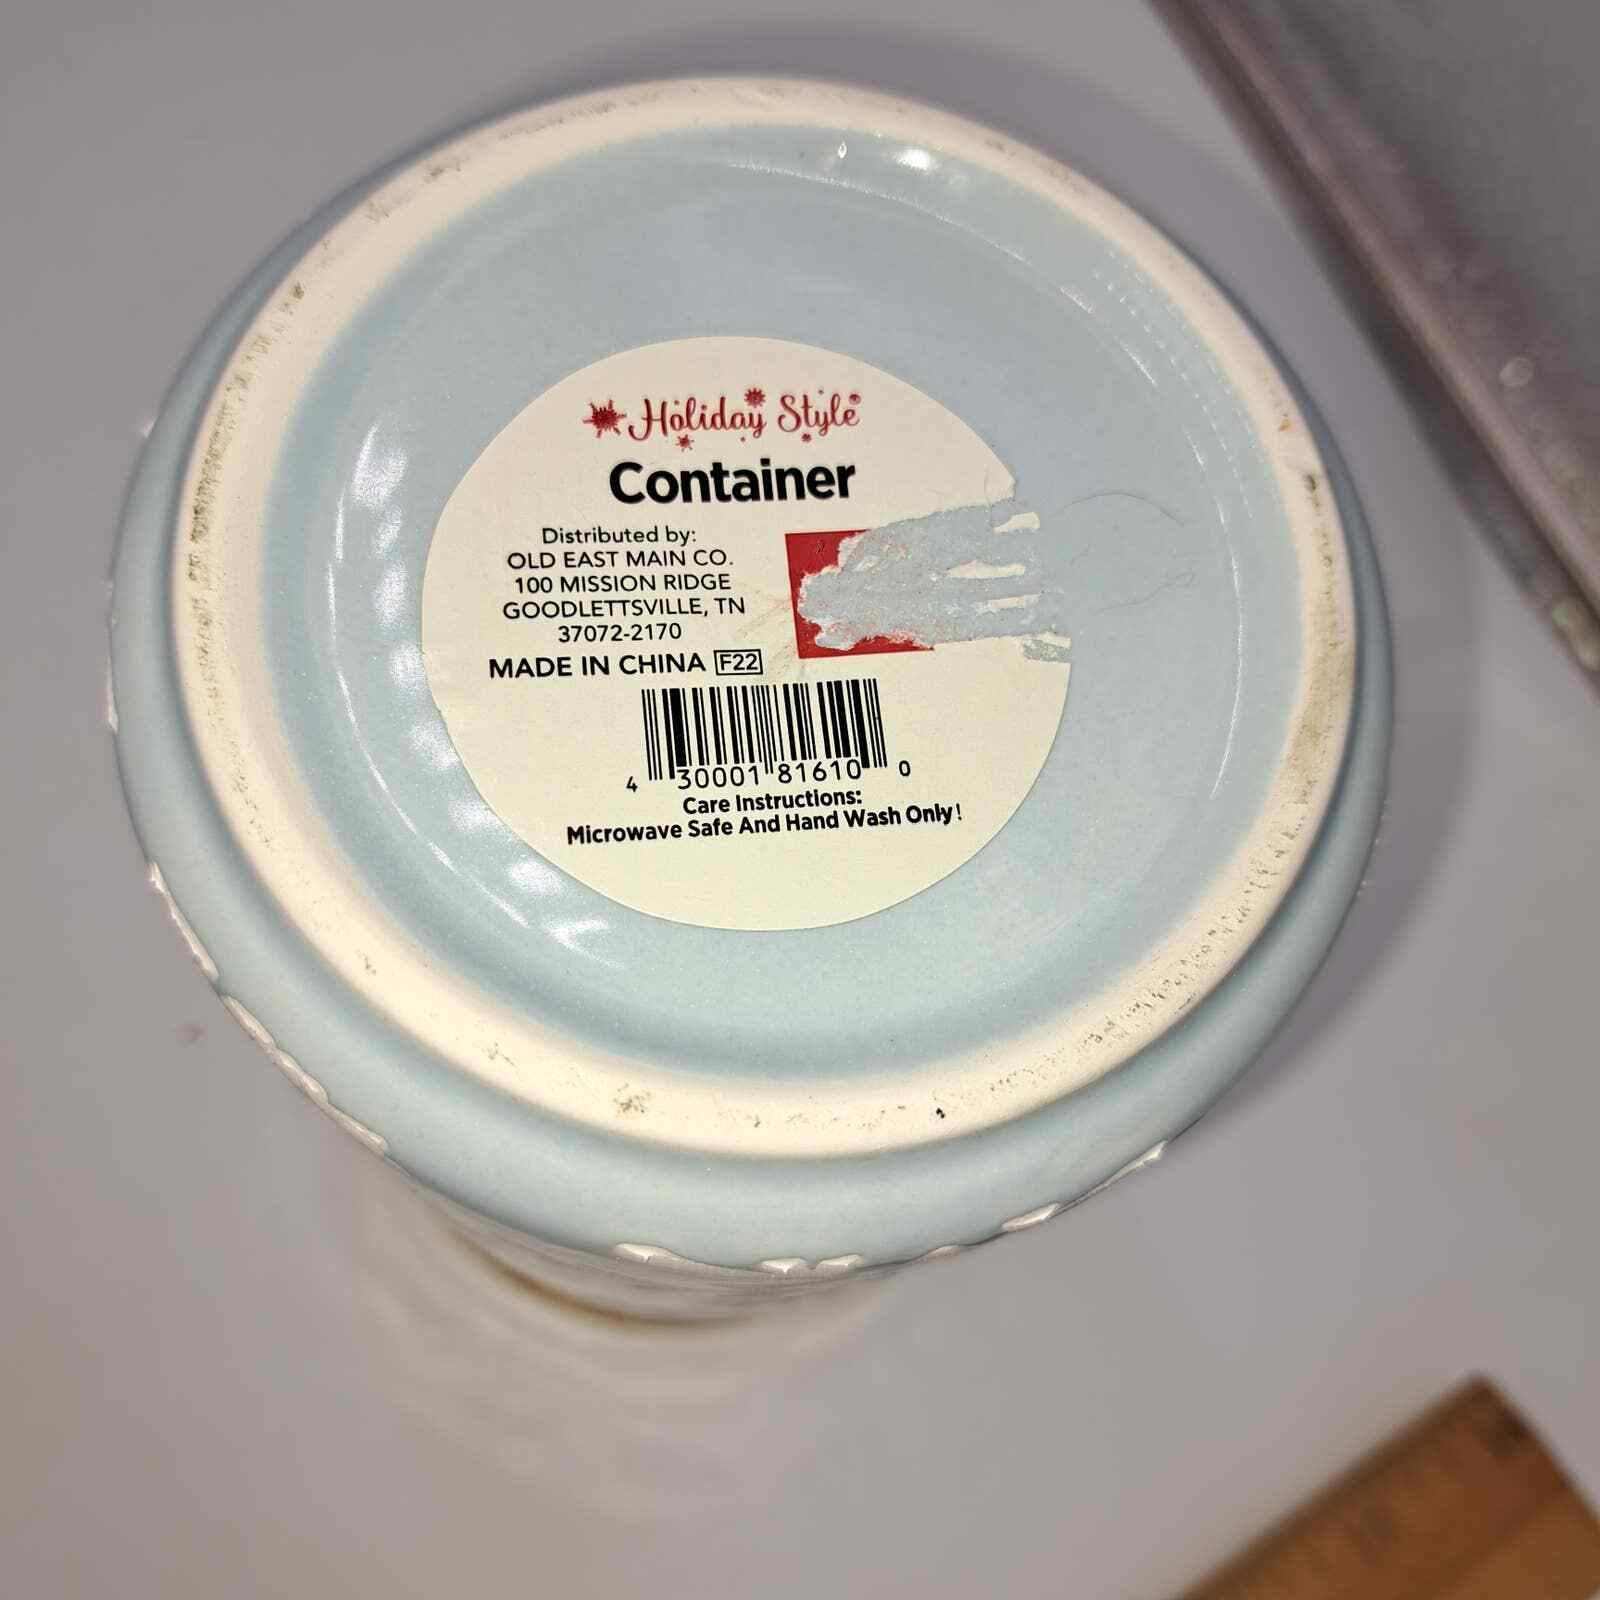 Holiday Style
Container
Distributed by:
OLD EAST MAIN CO.
100 MISSION RIDGE
GOODLETTSVILLE, TN
37072-2170
MADE IN CHINA F22
4 30001 81610 0
Care Instructions:
Microwave Safe And Hand Wash Only!